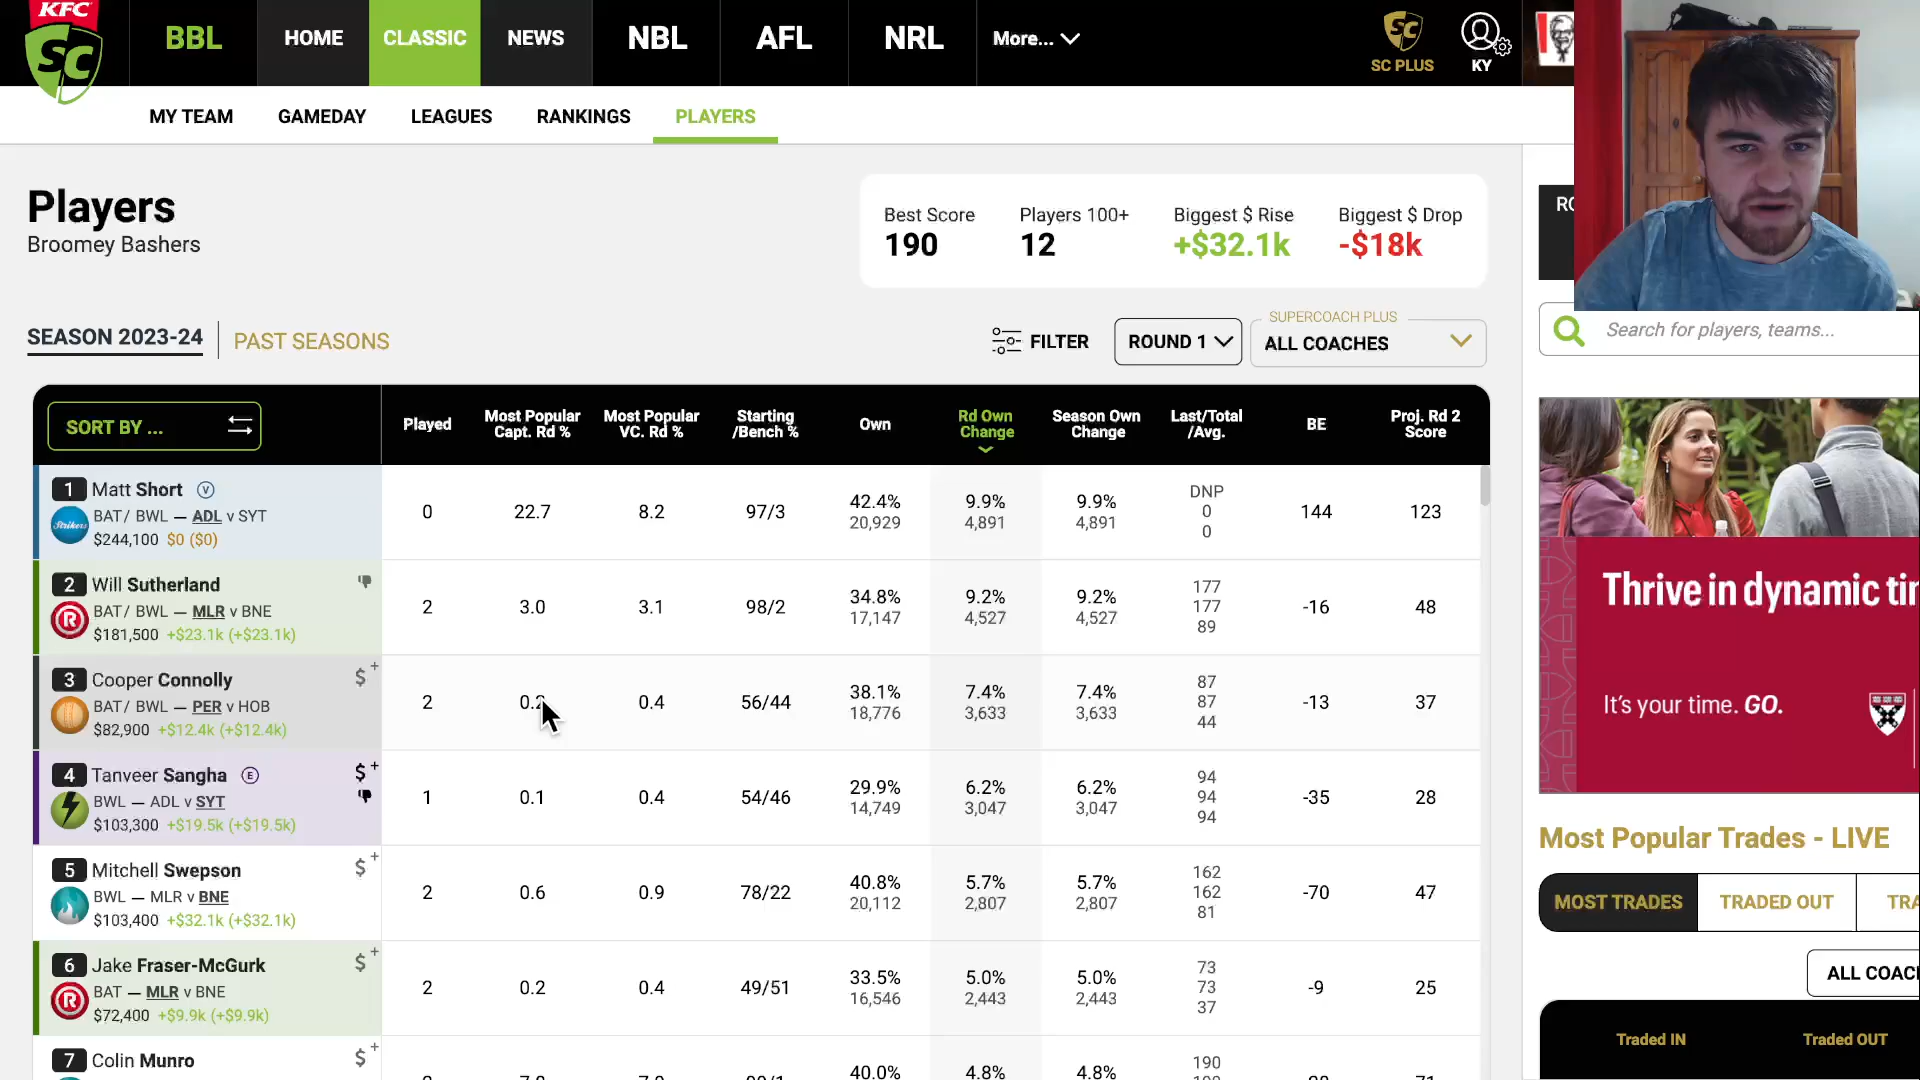 KFC
SC
BBL
HOME
CLASSIC
NEWS
NBL
AFL
NRL
More...
SC
SC PLUS
KY
MY TEAM
GAMEDAY
LEAGUES
RANKINGS
PLAYERS
Players
Broomey Bashers
Best Score
190
Players 100+
12
Biggest $ Rise
+$32.1k
Biggest $ Drop
-$18k
SEASON 2023-24
PAST SEASONS
FILTER
ROUND 1
SUPERCOACH PLUS
ALL COACHES
Search for players, teams...
SORT BY ...
Played
Most Popular
Capt. Rd %
Most Popular
VC. Rd %
Starting
/Bench %
Own
Rd Own
Change
Season Own
Change
Last/Total
/Avg.
BE
Proj. Rd 2
Score
1 Matt Short V
BAT/ BWL — ADL v SYT
$244,100 $0 ($0)
0
22.7
8.2
97/3
42.4%
20,929
9.9%
4,891
9.9%
4,891
DNP
0
0
144
123
2 Will Sutherland
BAT/ BWL — MLR v BNE
$181,500 +$23.1k (+$23.1k)
2
3.0
3.1
98/2
34.8%
17,147
9.2%
4,527
9.2%
4,527
177
177
89
-16
48
3 Cooper Connolly
$+
BAT/ BWL — PER v HOB
$82,900 +$12.4k (+$12.4k)
2
0.4
56/44
38.1%
18,776
7.4%
3,633
7.4%
3,633
87
87
44
-13
37
4 Tanveer Sangha E
$+
BWL — ADL v SYT
$103,300 +$19.5k (+$19.5k)
1
0.1
0.4
54/46
29.9%
14,749
6.2%
3,047
6.2%
3,047
94
94
94
-35
28
5 Mitchell Swepson
$+
BWL — MLR v BNE
$103,400 +$32.1k (+$32.1k)
2
0.6
0.9
78/22
40.8%
20,112
5.7%
2,807
5.7%
2,807
162
162
81
-70
47
6 Jake Fraser-McGurk
$+
BAT — MLR v BNE
$72,400 +$9.9k (+$9.9k)
2
0.2
0.4
49/51
33.5%
16,546
5.0%
2,443
5.0%
2,443
73
73
37
-9
25
7 Colin Munro
$+
40.0%
4.8%
4.8%
190
Thrive in dynamic tir
It's your time. GO.
Most Popular Trades - LIVE
MOST TRADES
TRADED OUT
TRA
ALL COACH
Traded IN
Traded OUT